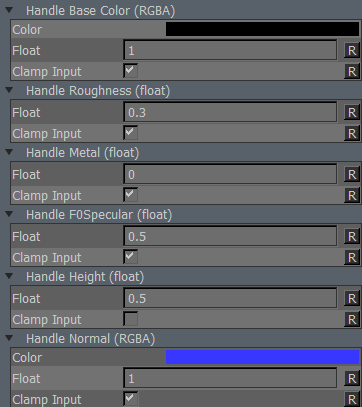 Handle Base Color (RGBA)
Color
Float 1 R
Clamp Input
Handle Roughness (float)
Float 0.3 R
Clamp Input
Handle Metal (float)
Float 0 R
Clamp Input
Handle F0Specular (float)
Float 0.5 R
Clamp Input
Handle Height (float)
Float 0.5 R
Clamp Input
Handle Normal (RGBA)
Color
Float 1 R
Clamp Input